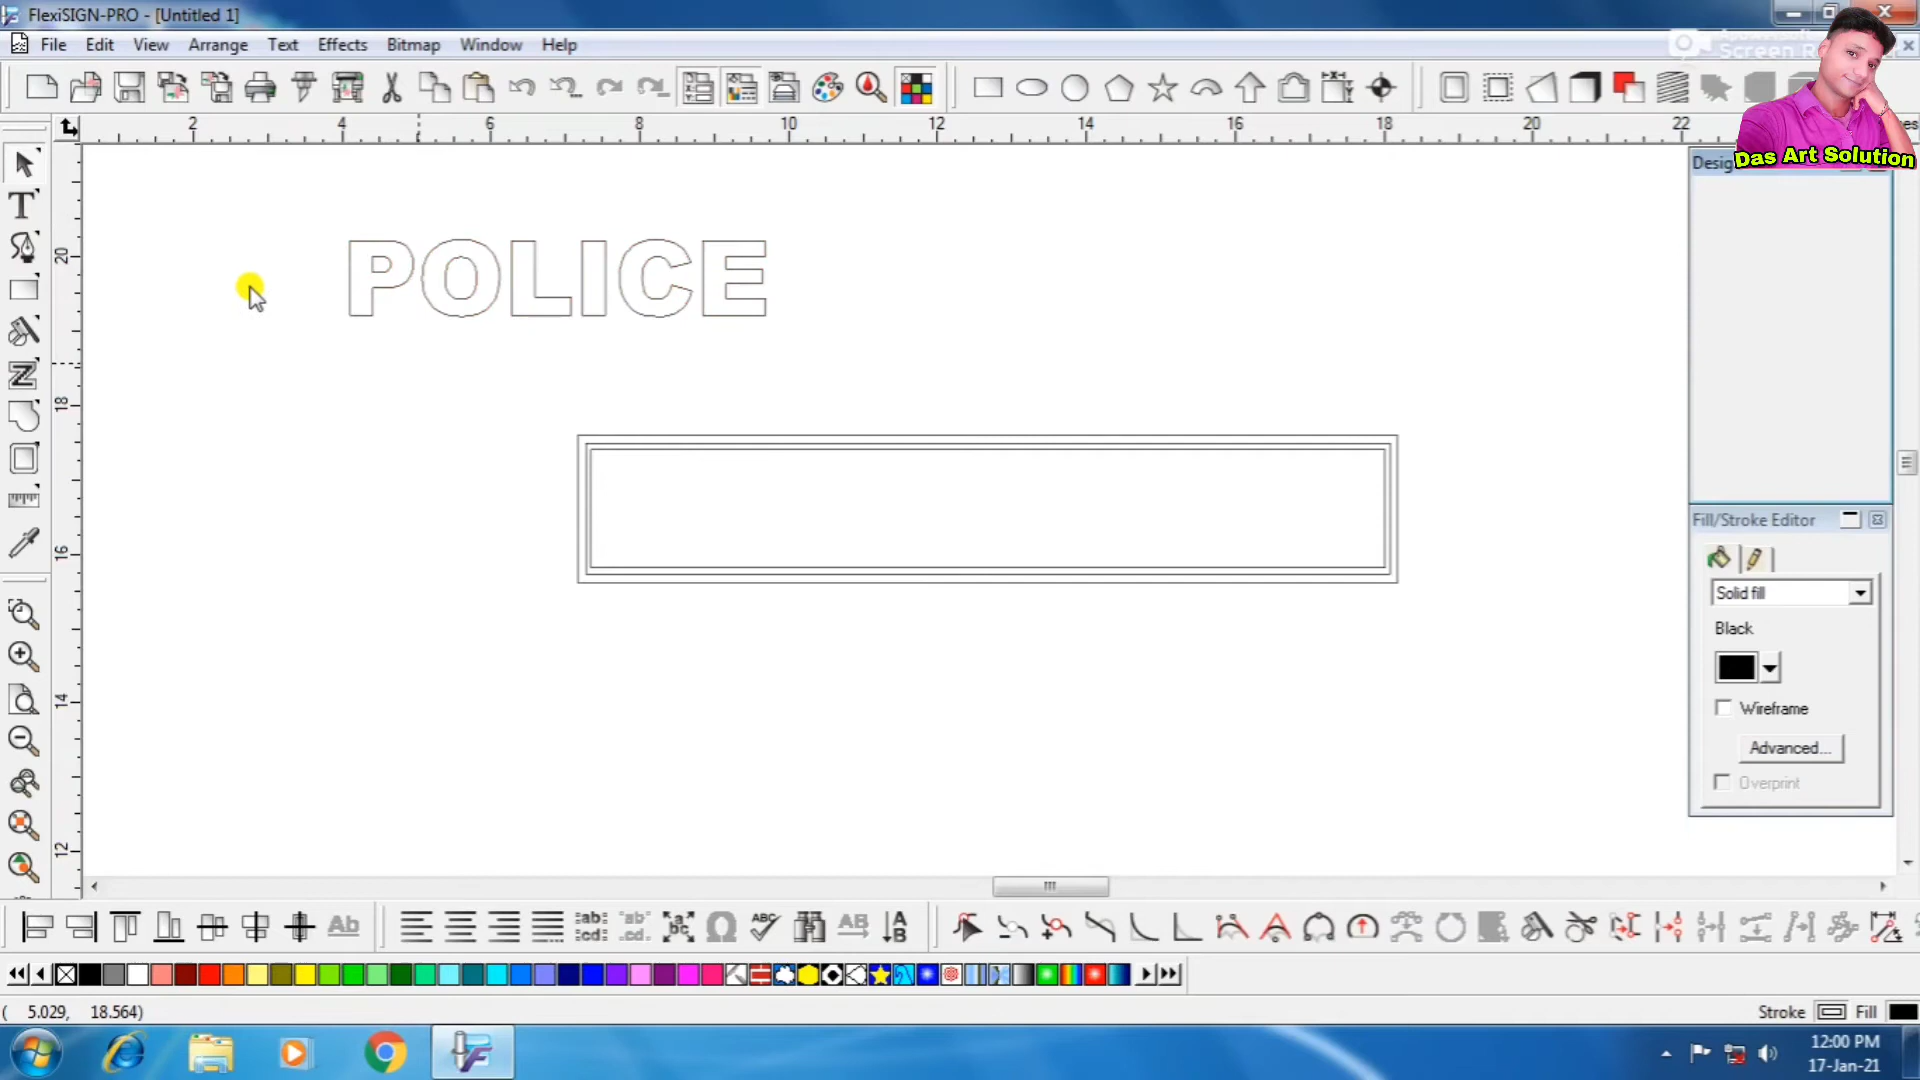 FlexiSIGN-PRO - [Untitled 1]
File Edit View Arrange Text Effects Bitmap Window Help
Screen R
Das Art Solution
2 4 6 8 10 12 14 16 18 20 22
POLICE
20
18
16
14
12
Desig
Fill/Stroke Editor
Solid fill
Black
Wireframe
Advanced...
Overprint
( 5.029, 18.564)
Stroke Fill
12:00 PM
17-Jan-21